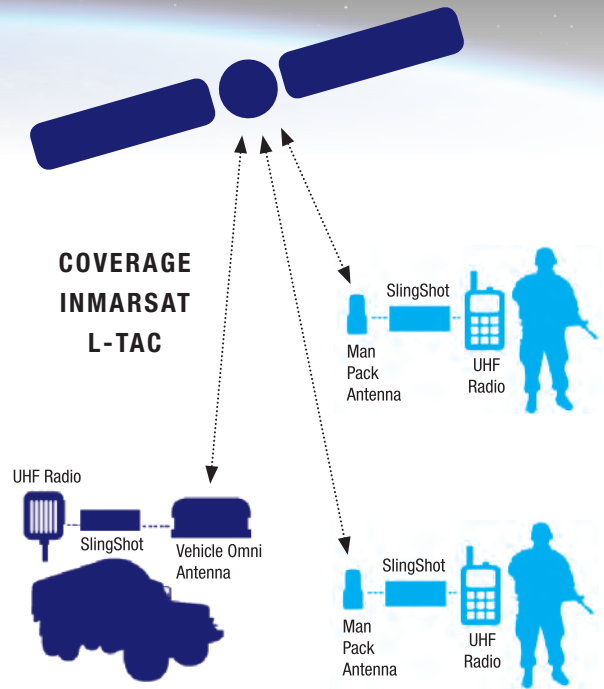 COVERAGE
INMARSAT
L-TAC
SlingShot
Man
Pack
Antenna
UHF
Radio
UHF Radio
SlingShot
Vehicle Omni
Antenna
SlingShot
Man
Pack
Antenna
UHF
Radio